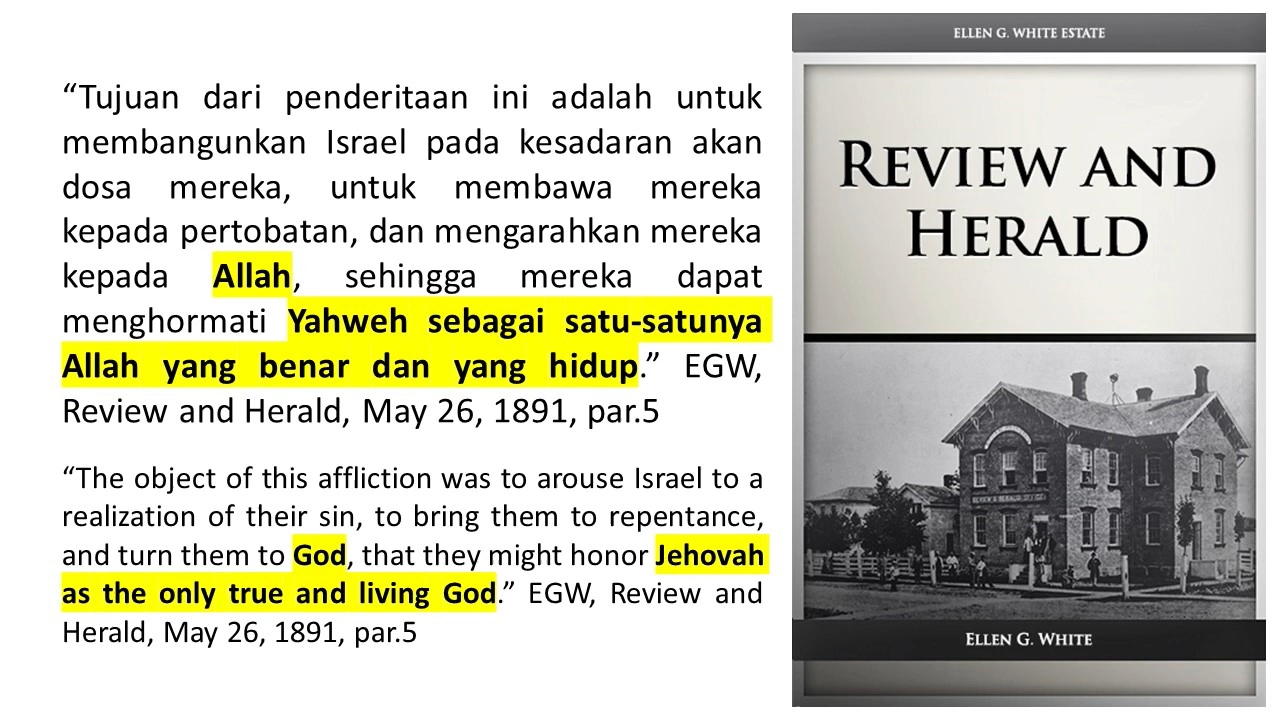 “Tujuan dari penderitaan ini adalah untuk
membangunkan Israel pada kesadaran akan
dosa mereka, untuk membawa mereka
kepada pertobatan, dan mengarahkan mereka
kepada Allah, sehingga mereka dapat
menghormati Yahweh sebagai satu-satunya
Allah yang benar dan yang hidup.” EGW,
Review and Herald, May 26, 1891, par.5
“The object of this affliction was to arouse Israel to a
realization of their sin, to bring them to repentance,
and turn them to God, that they might honor Jehovah
as the only true and living God.” EGW, Review and
Herald, May 26, 1891, par.5
ELLEN G. WHITE ESTATE
REVIEW AND
HERALD
REVIEW & HERALD OFFICE
ELLEN G. WHITE